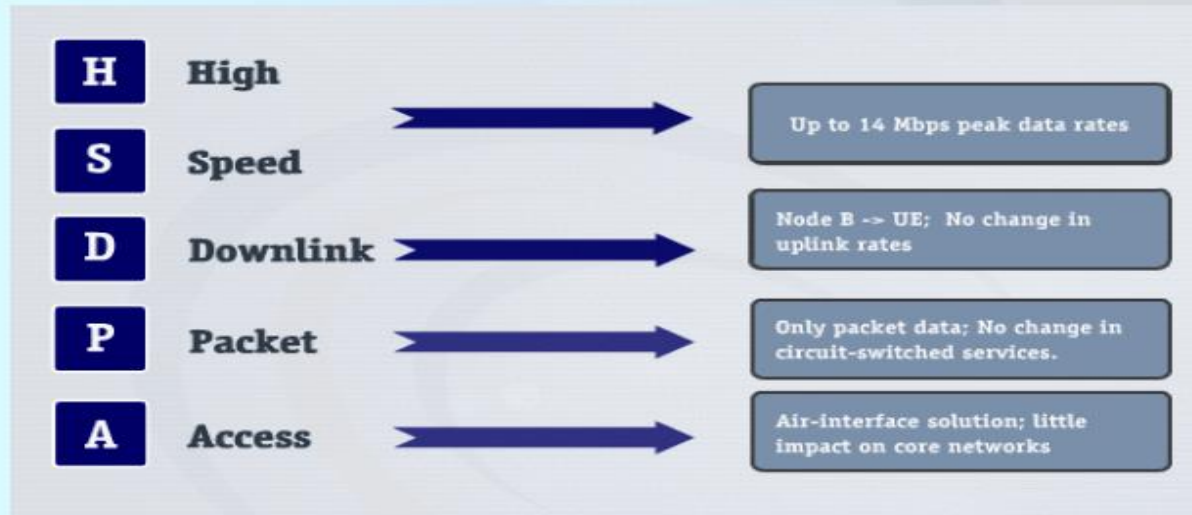 H High
Up to 14 Mbps peak data rates
S Speed
Node B -> UE; No change in
uplink rates
D Downlink
P Packet
Only packet data; No change in
circuit-switched services.
A Access
Air-interface solution; little
impact on core networks